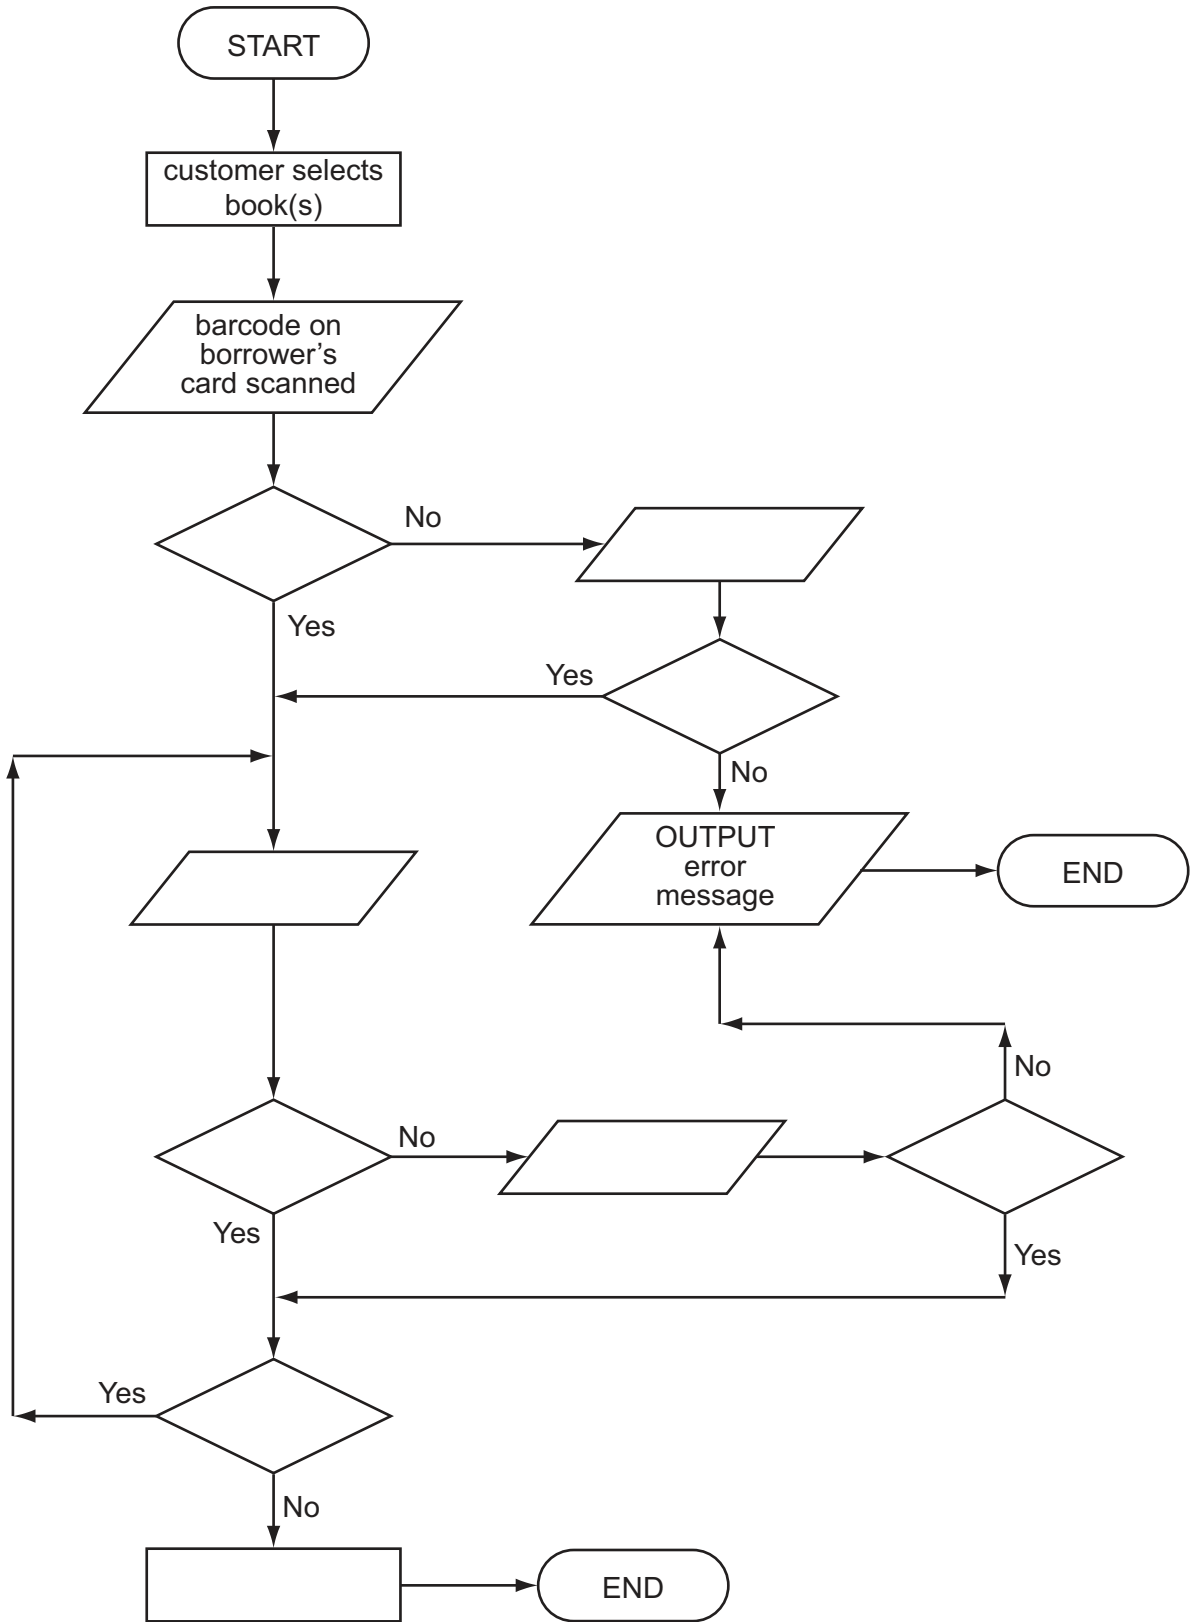 START
customer selects
book(s)
barcode on
borrower's
card scanned
No
Yes
Yes
No
OUTPUT
error
message
END
No
No
Yes
Yes
Yes
No
END